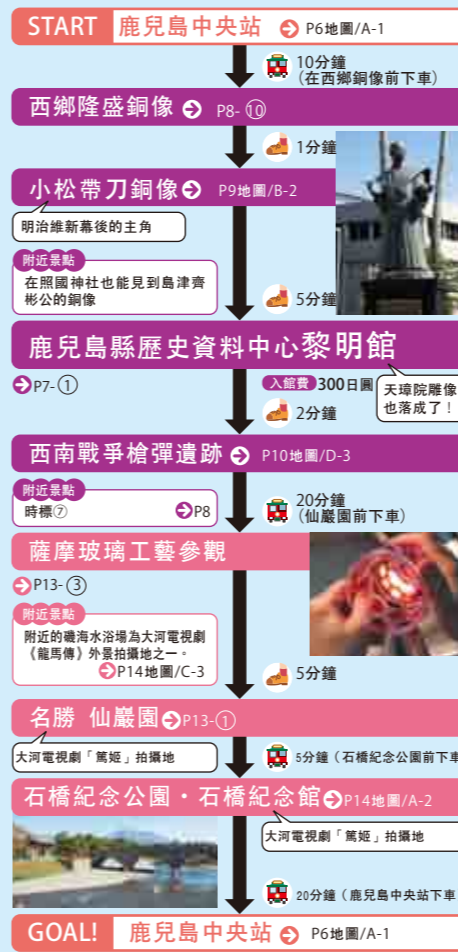 START 鹿兒島中央站 P6地圖/A-1
10分鐘
(在西鄉銅像前下車)
西鄉隆盛銅像 P8-⑩
1分鐘
小松帶刀銅像 P9地圖/B-2
明治維新幕後的主角
附近景點
在照國神社也能見到島津齊
彬公的銅像
5分鐘
鹿兒島縣歷史資料中心黎明館
P7-①
入館費 300日圓
天璋院雕像
也落成了!
2分鐘
西南戰爭槍彈遺跡 P10地圖/D-3
附近景點
時標⑦ P8
20分鐘
(仙巖園前下車)
薩摩玻璃工藝參觀
P13-③
附近景點
附近的磯海水浴場為大河電視劇
《龍馬傳》外景拍攝地之一。
P14地圖/C-3
5分鐘
名勝 仙巖園 P13-①
大河電視劇「篤姬」拍攝地
5分鐘(石橋紀念公園前下車
石橋紀念公園・石橋紀念館 P14地圖/A-2
大河電視劇「篤姬」拍攝地
20分鐘(鹿兒島中央站下車
GOAL! 鹿兒島中央站 P6地圖/A-1